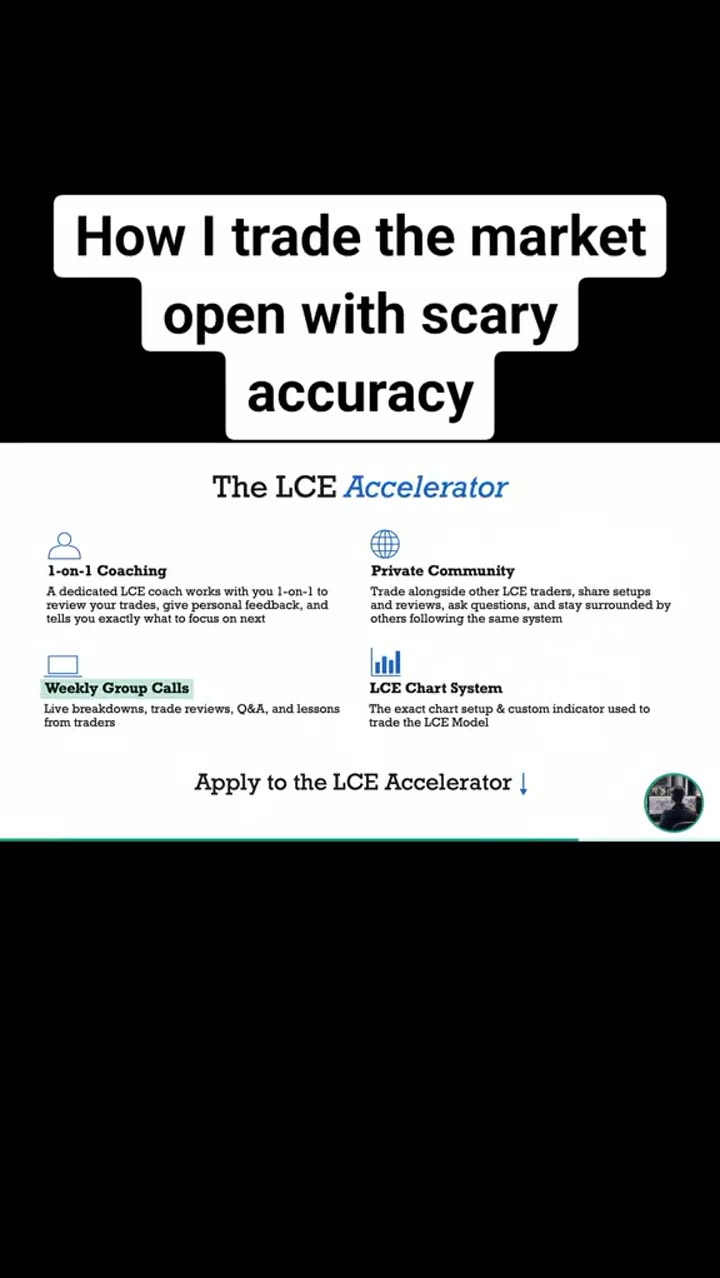 How I trade the market
open with scary
accuracy
The LCE Accelerator
1-on-1 Coaching
A dedicated LCE coach works with you 1-on-1 to
review your trades, give personal feedback, and
tells you exactly what to focus on next
Private Community
Trade alongside other LCE traders, share setups
and reviews, ask questions, and stay surrounded by
others following the same system
Weekly Group Calls
Live breakdowns, trade reviews, Q&A, and lessons
from traders
LCE Chart System
The exact chart setup & custom indicator used to
trade the LCE Model
Apply to the LCE Accelerator ↓